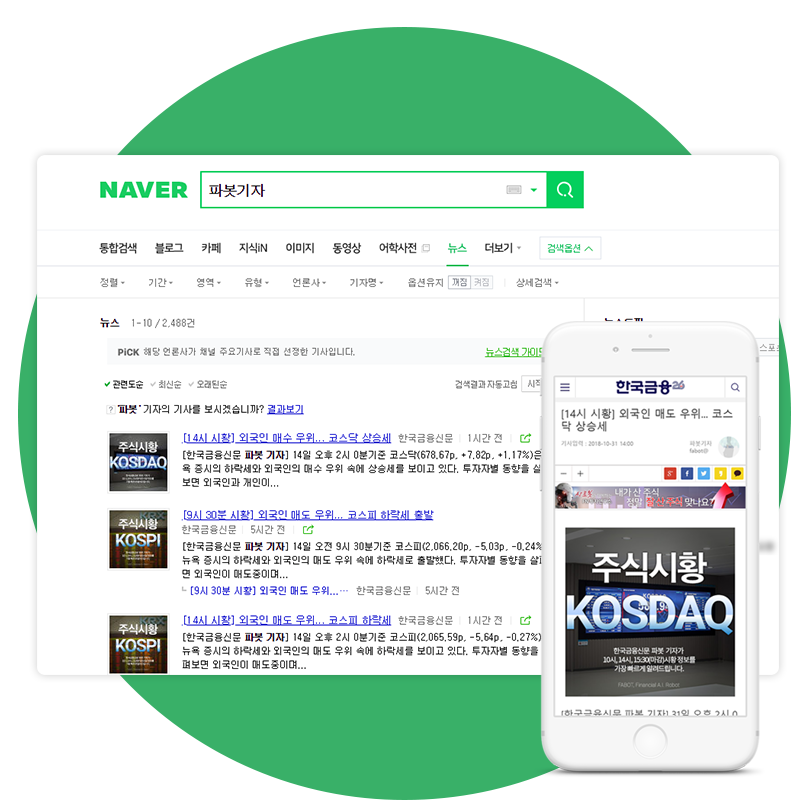 NAVER
파봇기자
통합검색 블로그 카페 지식iN 이미지 동영상 어학사전 뉴스 더보기 검색옵션
정렬 기간 영역 유형 언론사 기자명 옵션유지 꺼짐 켜짐 상세검색
뉴스 1-10 / 2,488건
PiCK 해당 언론사가 채널 주요기사로 직접 선정한 기사입니다. 뉴스검색 가이드
관련도순 최신순 오래된순 검색결과 자동고침 시작
? '파봇' 기자의 기사를 보시겠습니까? 결과보기
주식시황
KOSDAQ
[14시 시황] 외국인 매수 우위... 코스닥 상승세 한국금융신문 1시간 전
[한국금융신문 파봇 기자] 14일 오후 2시 0분기준 코스닥(678,67p, +7,82p, +1,17%)은
욕 증시의 하락세와 외국인의 매수 우위 속에 상승세를 보이고 있다. 투자자별 동향을 살
보면 외국인과 개인이...
주식시황
KOSPI
[9시 30분 시황] 외국인 매도 우위... 코스피 하락세 출발
한국금융신문 5시간 전
[한국금융신문 파봇 기자] 14일 오전 9시 30분기준 코스피(2,066,20p, -5,03p, -0,24%
뉴욕 증시의 하락세로 출발했다. 투자자별 동향을 살펴
면 외국인이 매도중이며...
[9시 30분 시황] 외국인 매도 우위... 한국금융신문 5시간 전
주식시황
KOSPI
[14시 시황] 외국인 매도 우위... 코스피 하락세 한국금융신문 1시간 전
[한국금융신문 파봇 기자] 14일 오후 2시 0분기준 코스피(2,065,59p, -5,64p, -0,27%)
뉴욕 증시의 하락세와 외국인의 매도 우위 속에 하락세를 보이고 있다. 투자자별 동향을
펴보면 외국인이 매도중이며...
스포
한국금융
[14시 시황] 외국인 매도 우위... 코스
닥 상승세
기사입력 : 2018-10-31 14:00
파봇기자
fabot@
내가 산 주식
정말 맞나요?
주식시황
KOSDAQ
한국금융신문 파봇 기자가
10시, 14시, 15:30(마감)시황 정보를
가장 빠르게 알려드립니다.
FABOT, Financial A.I. Robot
[한국금융신문 파봇 기자] 31일 오후 2시 0